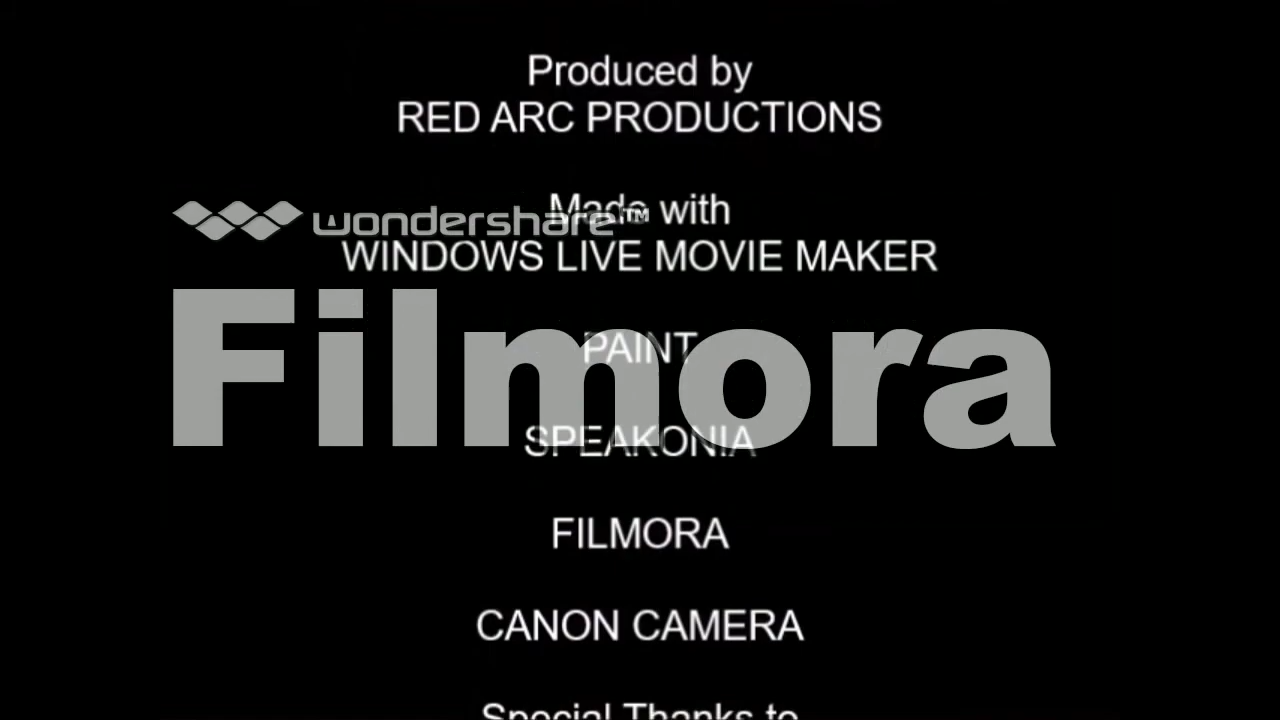 Produced by
RED ARC PRODUCTIONS
Made with
wondershare™
WINDOWS LIVE MOVIE MAKER
PAINT
Filmora
SPEAKONIA
FILMORA
CANON CAMERA
Special Thanks to